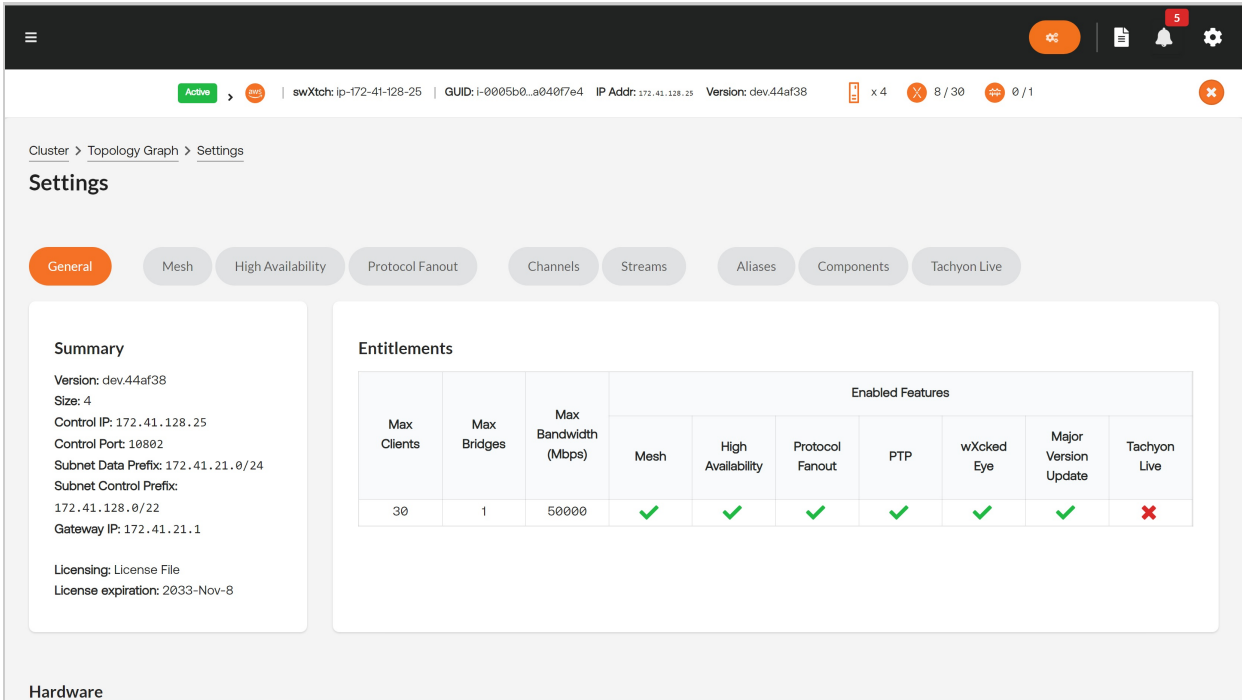 5
Active aws swXtch: ip-172-41-128-25 GUID: i-0005b0...a040f7e4 IP Addr: 172.41.128.25 Version: dev.44af38 x 4 8 / 30 0 / 1
Cluster > Topology Graph > Settings
Settings
General Mesh High Availability Protocol Fanout Channels Streams Aliases Components Tachyon Live
Summary
Version: dev.44af38
Size: 4
Control IP: 172.41.128.25
Control Port: 10802
Subnet Data Prefix: 172.41.21.0/24
Subnet Control Prefix:
172.41.128.0/22
Gateway IP: 172.41.21.1
Licensing: License File
License expiration: 2033-Nov-8
Entitlements
Max
Clients
Max
Bridges
Max
Bandwidth
(Mbps)
Enabled Features
Mesh
High
Availability
Protocol
Fanout
PTP
wXcked
Eye
Major
Version
Update
Tachyon
Live
30 1 50000
Hardware